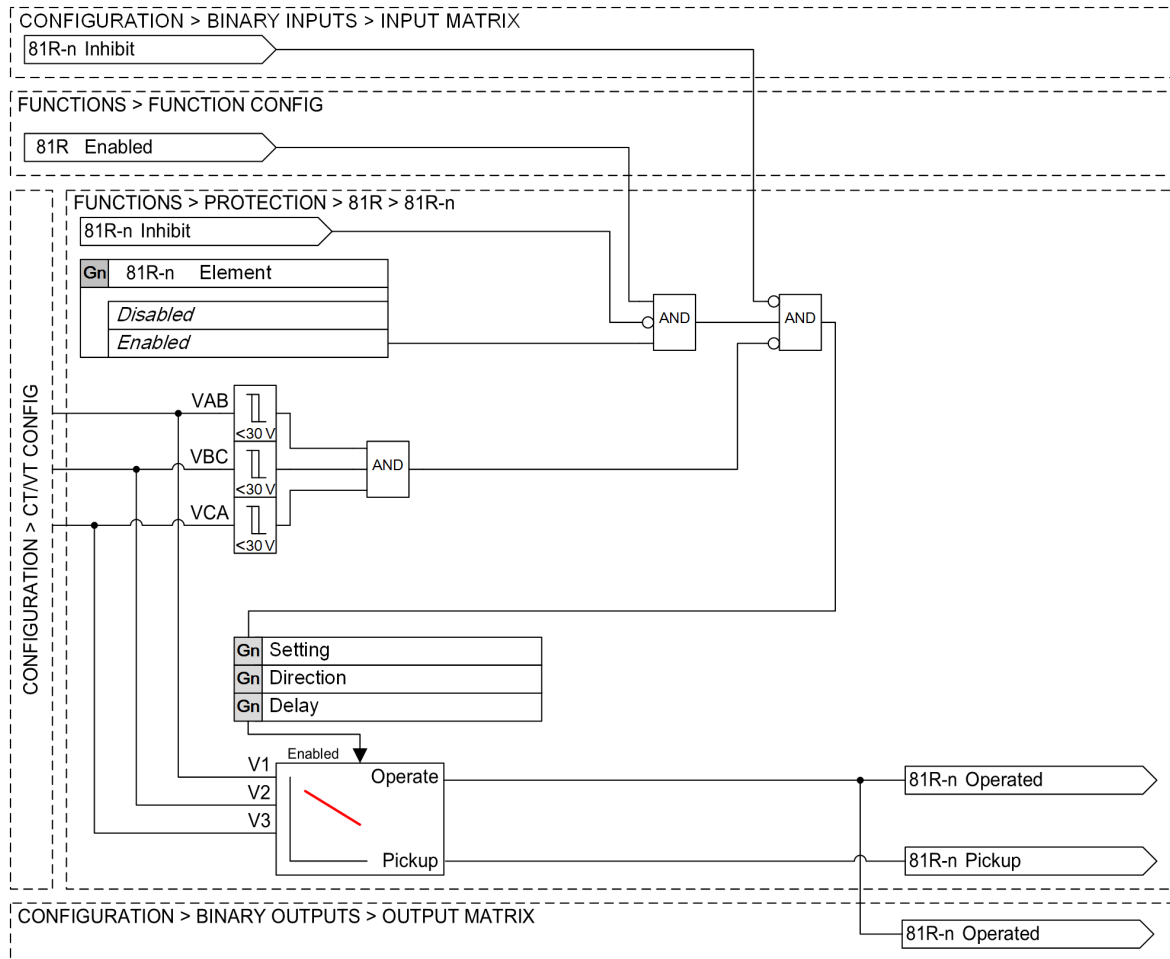 CONFIGURATION > BINARY INPUTS > INPUT MATRIX
81R-n Inhibit
FUNCTIONS > FUNCTION CONFIG
81R Enabled
FUNCTIONS > PROTECTION > 81R > 81R-n
81R-n Inhibit
Gn 81R-n Element
Disabled
Enabled
AND
AND
CONFIGURATION > CT/VT CONFIG
VAB
<30 V
VBC
<30 V
VCA
<30 V
AND
Gn Setting
Gn Direction
Gn Delay
Enabled
V1
V2
V3
Operate
Pickup
81R-n Operated
81R-n Pickup
CONFIGURATION > BINARY OUTPUTS > OUTPUT MATRIX
81R-n Operated